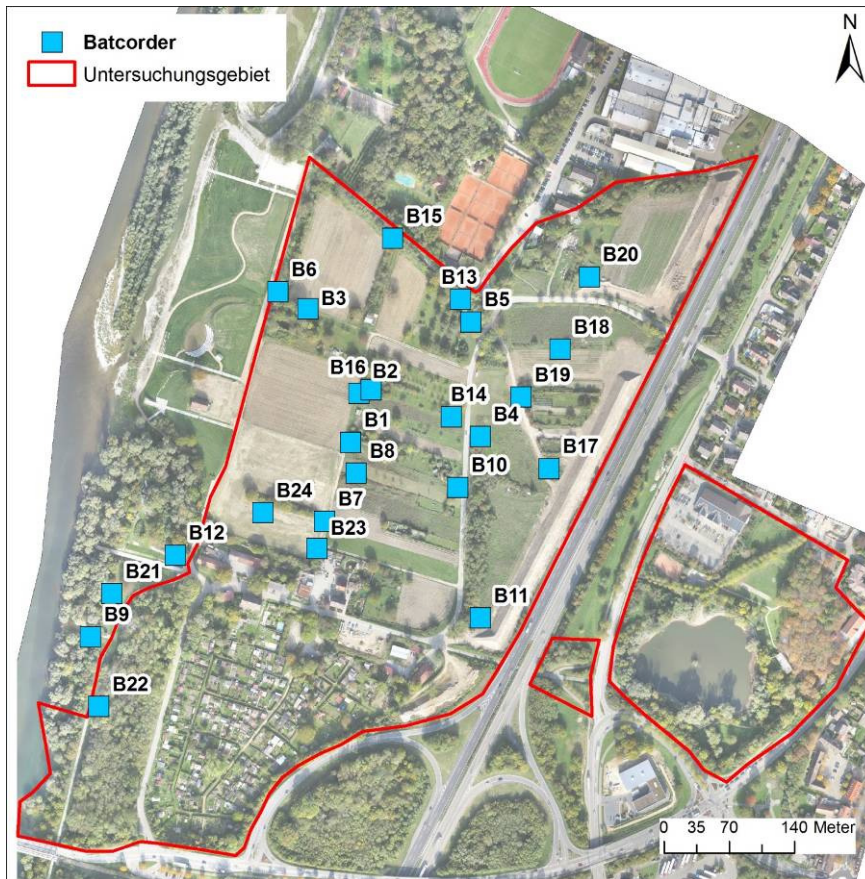 Batcorder
Untersuchungsgebiet
N
B15
B20
B6
B13
B3
B5
B18
B16
B2
B19
B14
B4
B1
B8
B17
B10
B24
B7
B23
B12
B21
B11
B9
B22
0 35 70 140 Meter